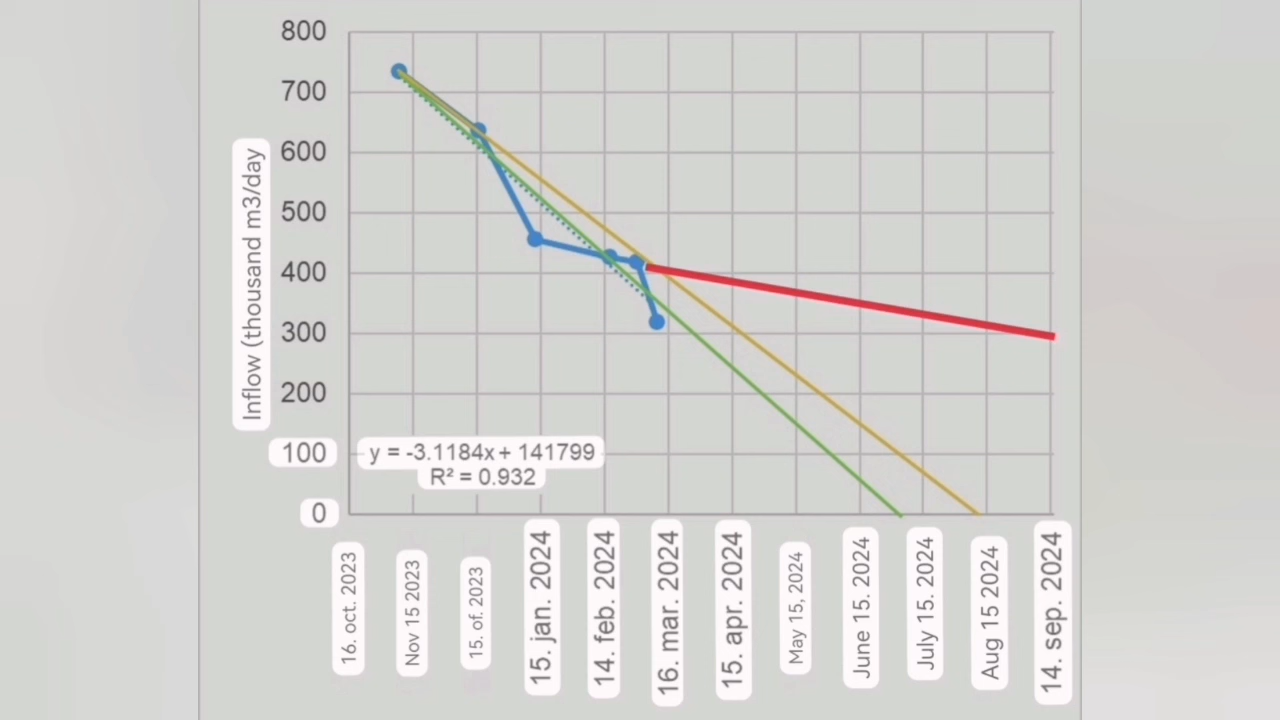 800
700
600
500
400
300
200
100
0
Inflow (thousand m3/day
y = -3.1184x + 141799
R² = 0.932
16. oct. 2023
Nov 15 2023
15. of. 2023
15. jan. 2024
14. feb. 2024
16. mar. 2024
15. apr. 2024
May 15, 2024
June 15. 2024
July 15. 2024
Aug 15 2024
14. sep. 2024